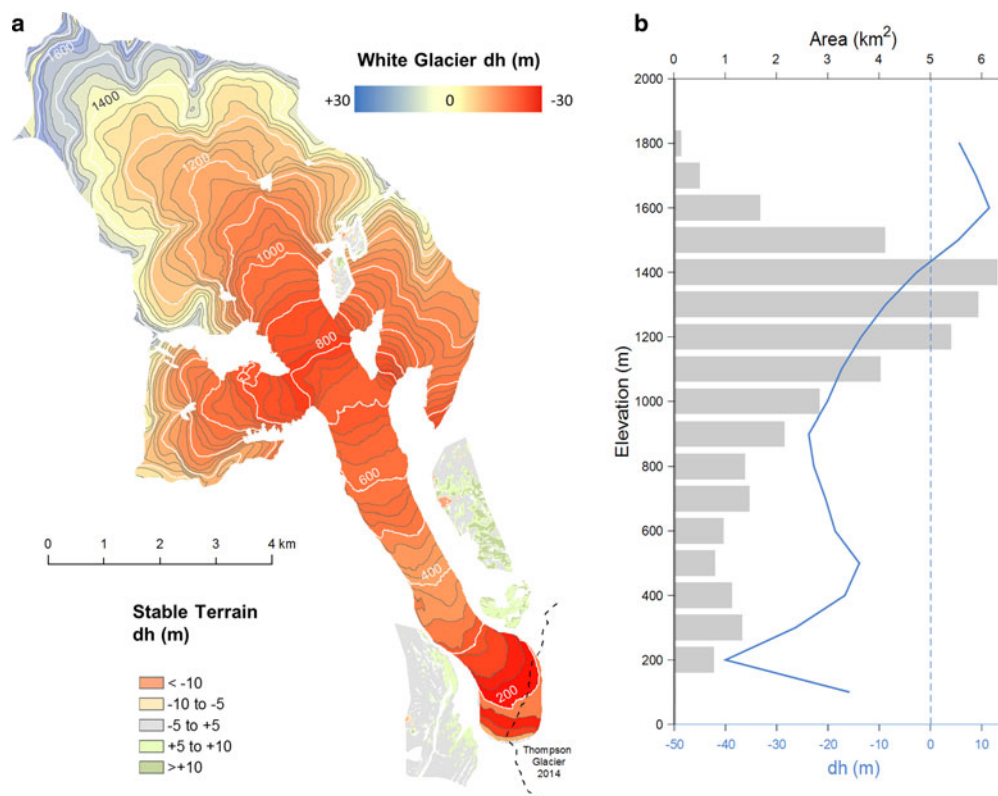 a
White Glacier dh (m)
+30 0 -30
1600
1400
1200
1000
800
600
400
200
0 1 2 3 4 km
Stable Terrain
dh (m)
< -10
-10 to -5
-5 to +5
+5 to +10
>+10
Thompson
Glacier
2014
b
Area (km²)
0 1 2 3 4 5 6
Elevation (m)
2000
1800
1600
1400
1200
1000
800
600
400
200
0
-50 -40 -30 -20 -10 0 10
dh (m)